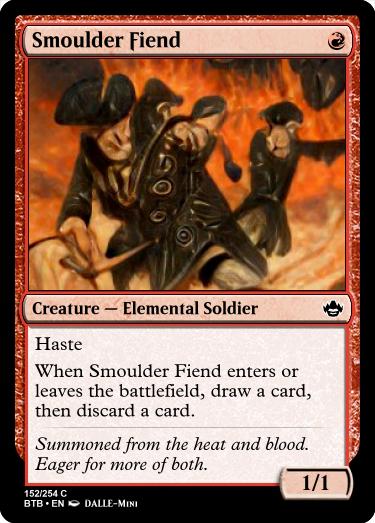 Smoulder Fiend
Creature — Elemental Soldier
Haste
When Smoulder Fiend enters or
leaves the battlefield, draw a card,
then discard a card.
Summoned from the heat and blood.
Eager for more of both.
1/1
152/254 C
BTB • EN DALLE-Mini